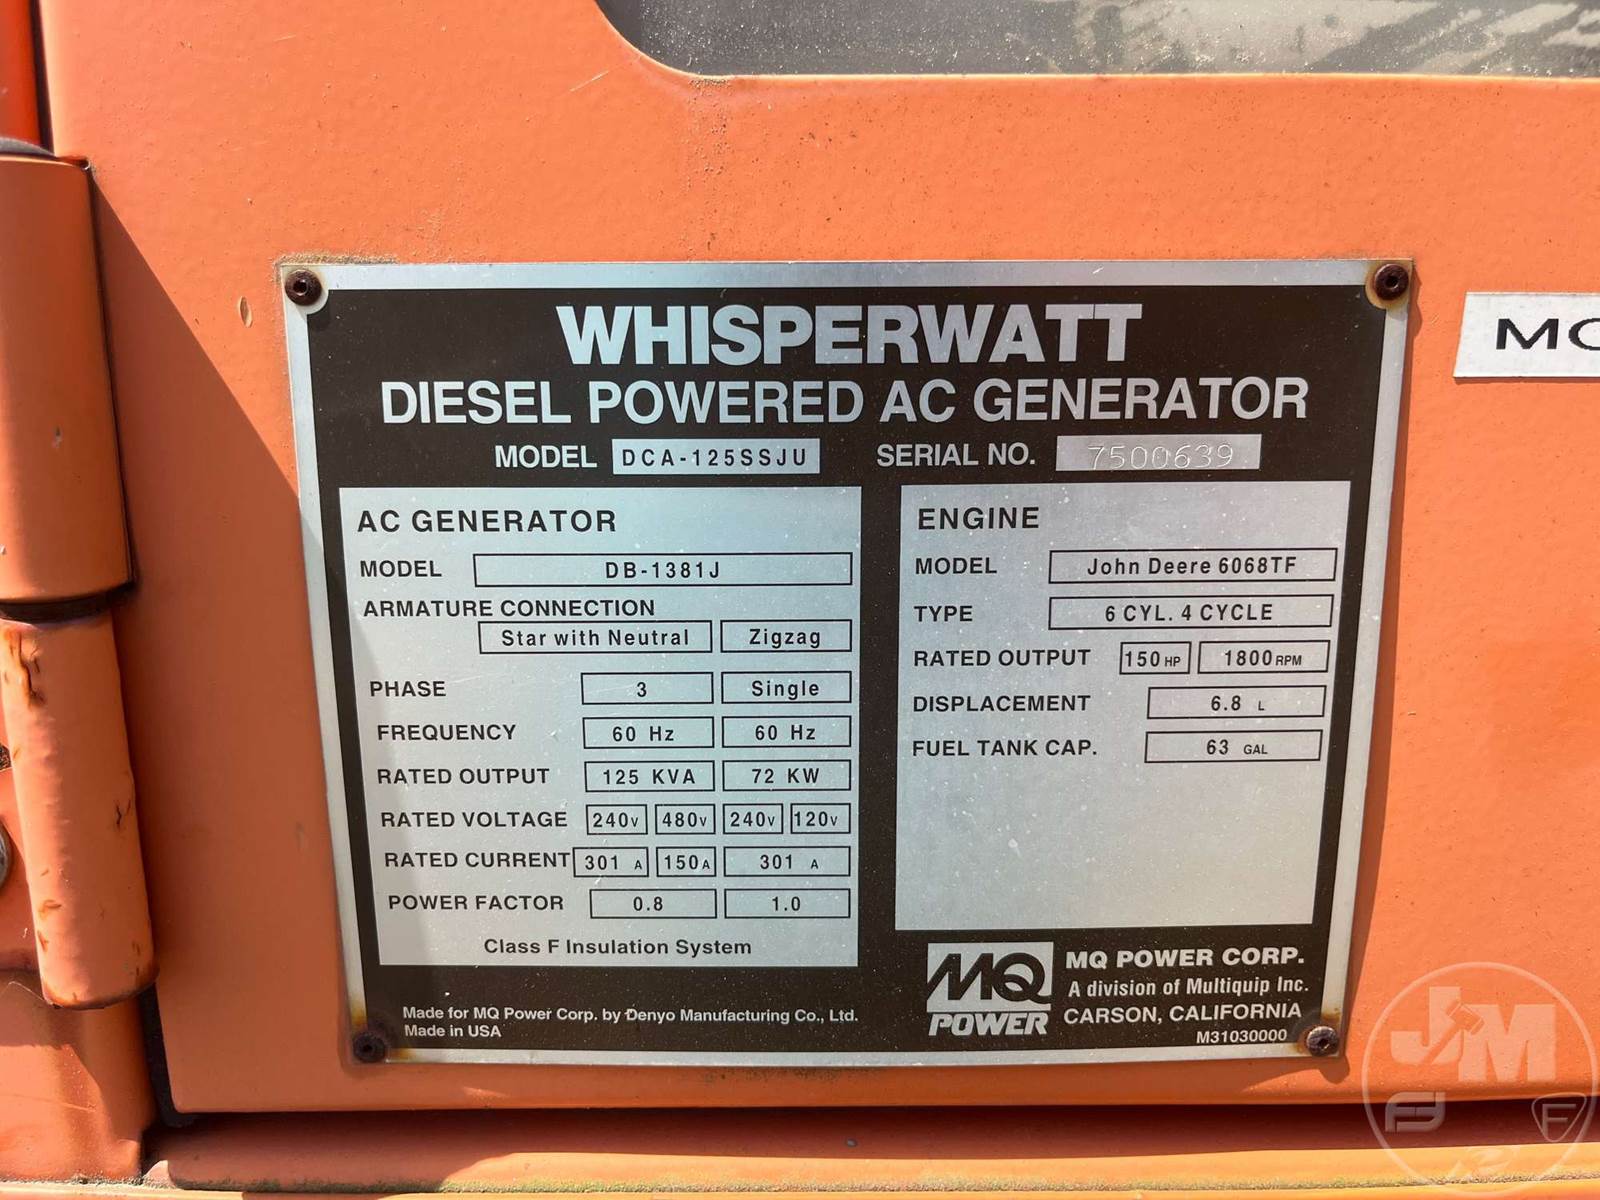 WHISPERWATT
DIESEL POWERED AC GENERATOR
MODEL DCA-125SSJU SERIAL NO. 7500639
AC GENERATOR
MODEL DB-1381J
ARMATURE CONNECTION
Star with Neutral Zigzag
PHASE 3 Single
FREQUENCY 60 Hz 60 Hz
RATED OUTPUT 125 KVA 72 KW
RATED VOLTAGE 240V 480V 240V 120V
RATED CURRENT 301 A 150A 301 A
POWER FACTOR 0.8 1.0
Class F Insulation System
ENGINE
MODEL John Deere 6068TF
TYPE 6 CYL. 4 CYCLE
RATED OUTPUT 150 HP 1800 RPM
DISPLACEMENT 6.8 L
FUEL TANK CAP. 63 GAL
Made for MQ Power Corp. by Denyo Manufacturing Co., Ltd.
Made in USA
MQ
POWER
MQ POWER CORP.
A division of Multiquip Inc.
CARSON, CALIFORNIA
M31030000
JM